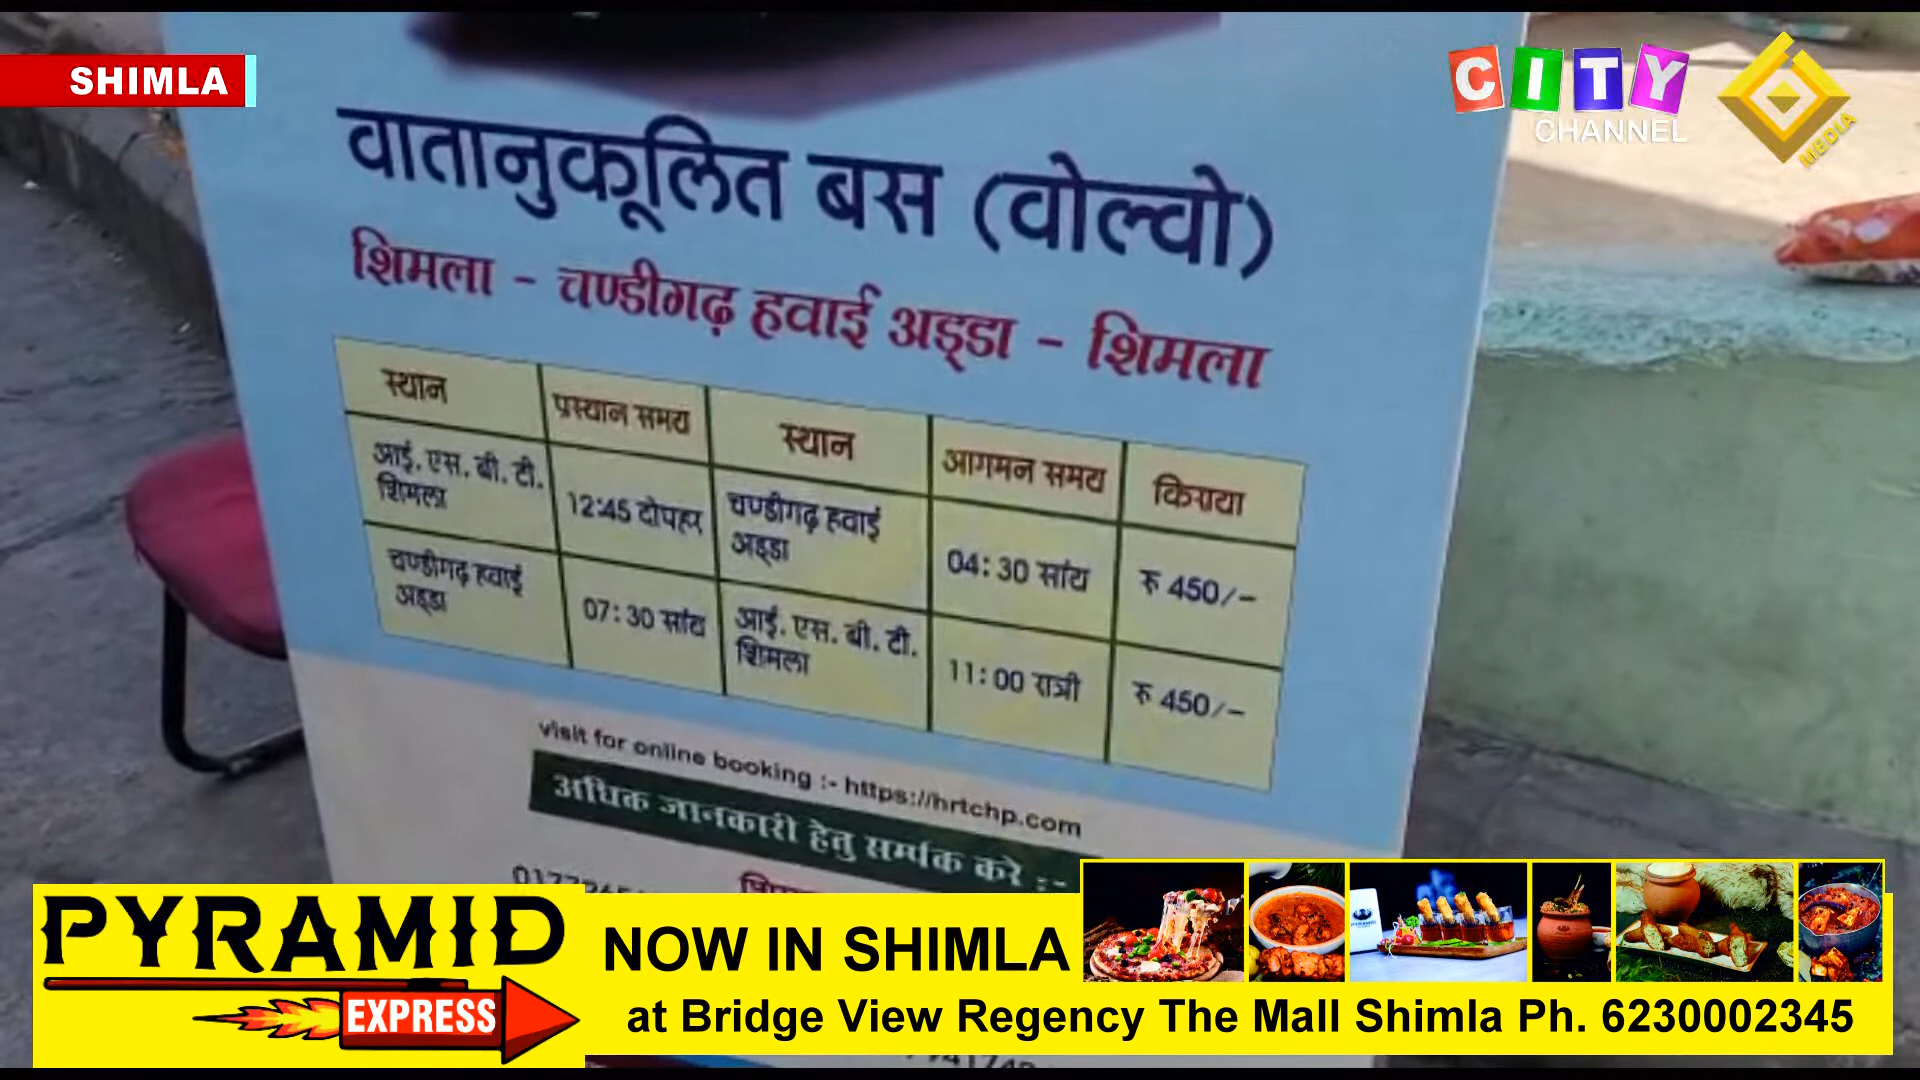 SHIMLA
CITY
CHANNEL
MEDIA
वातानुकूलित बस (वोल्वो)
शिमला - चण्डीगढ़ हवाई अड्डा - शिमला
स्थान प्रस्थान समय स्थान आगमन समय किराया
आई. एस. बी. टी. शिमला 12:45 दोपहर चण्डीगढ़ हवाई अड्डा 04:30 सांय रु 450/-
चण्डीगढ़ हवाई अड्डा 07:30 सांय आई. एस. बी. टी. शिमला 11:00 रात्री रु 450/-
visit for online booking :- https://hrtchp.com
अधिक जानकारी हेतु सर्म्पक करे :-
PYRAMID
EXPRESS
NOW IN SHIMLA
at Bridge View Regency The Mall Shimla Ph. 6230002345